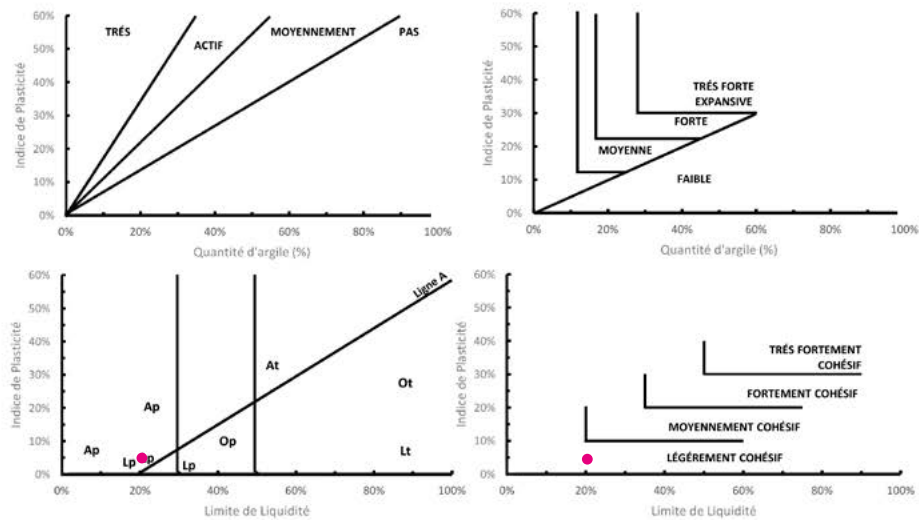 60%
50%
40%
30%
20%
10%
0%
Indice de Plasticité
TRÉS
ACTIF
MOYENNEMENT
PAS
0%
20%
40%
60%
80%
100%
Quantité d'argile (%)
60%
50%
40%
30%
20%
10%
0%
Indice de Plasticité
TRÉS FORTE
EXPANSIVE
FORTE
MOYENNE
FAIBLE
0%
20%
40%
60%
80%
100%
Quantité d'argile (%)
60%
50%
40%
30%
20%
10%
0%
Indice de Plasticité
Ligne A
At
Ot
Ap
Op
Ap
Lp
Lp
Lt
0%
20%
40%
60%
80%
100%
Limite de Liquidité
60%
50%
40%
30%
20%
10%
0%
Indice de Plasticité
TRÉS FORTEMENT
COHÉSIF
FORTEMENT COHÉSIF
MOYENNEMENT COHÉSIF
LÉGÉREMENT COHÉSIF
0%
20%
40%
60%
80%
100%
Limite de Liquidité